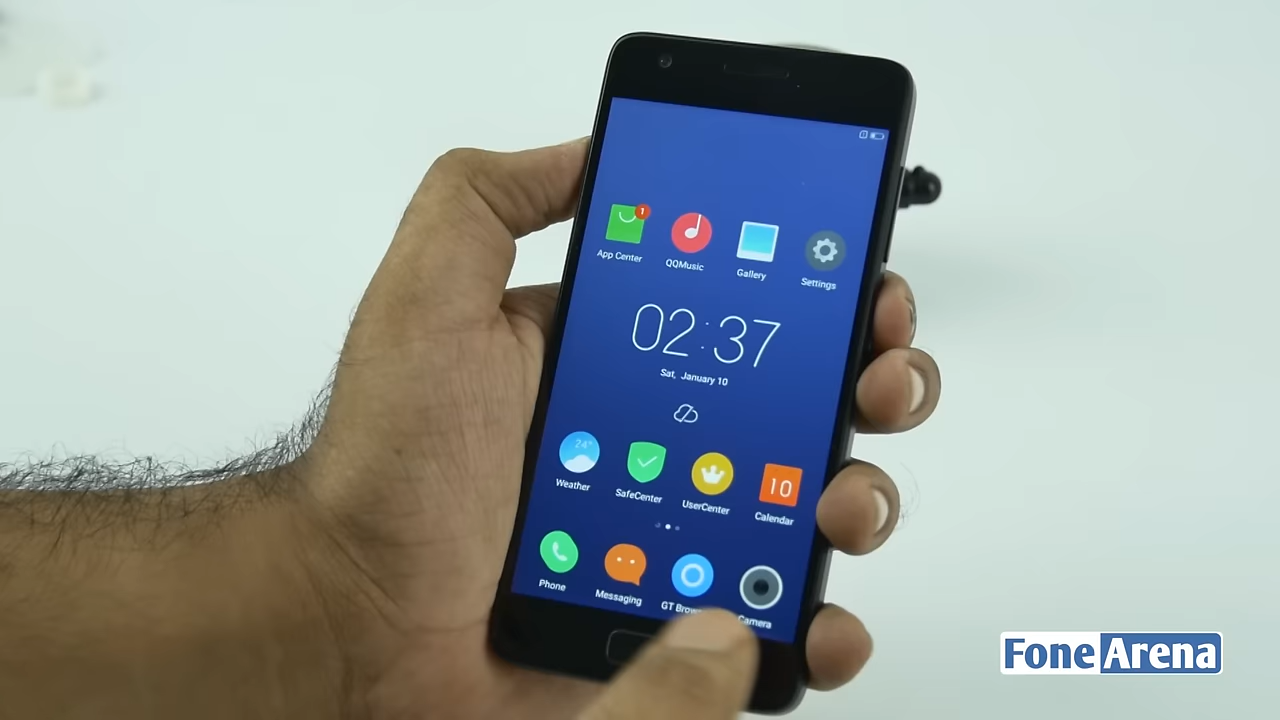 1
App Center
QQMusic
Gallery
Settings
02:37
Sat, January 10
24°
10
Weather
SafeCenter
UserCenter
Calendar
Phone
Messaging
GT Brow
Camera
FoneArena